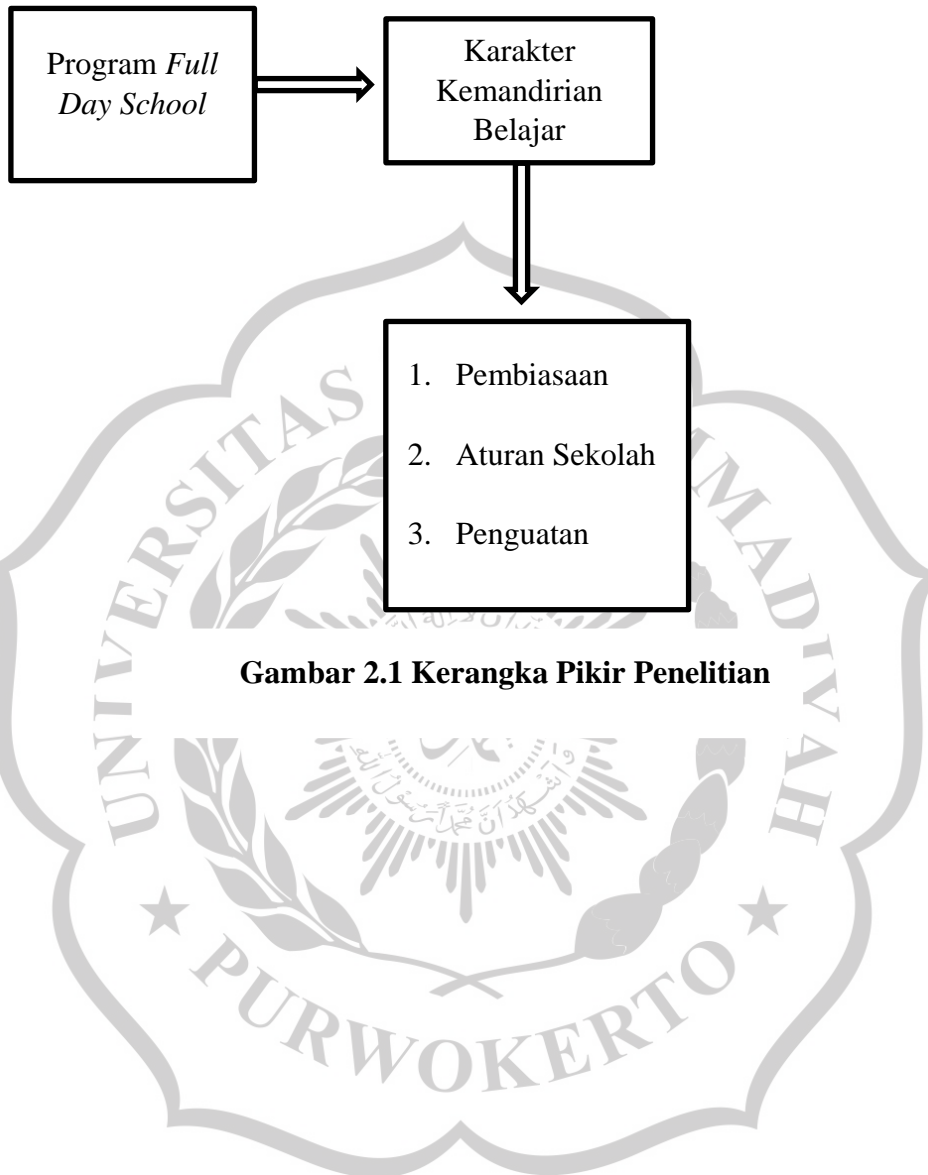 Program Full
Day School
Karakter
Kemandirian
Belajar
1. Pembiasaan
2. Aturan Sekolah
3. Penguatan
Gambar 2.1 Kerangka Pikir Penelitian
UNIVERSITAS
MMADIYAH
PURWOKERTO